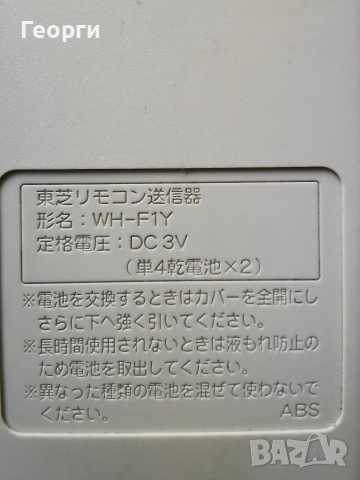 Георги
東芝リモコン送信器
形名：WH-F1Y
定格電圧：DC 3V
（単4乾電池×2）
※電池を交換するときはカバーを全開にし
さらに下へ強く引いてください。
※長時間使用されないときは液もれ防止の
ため電池を取出してください。
※異なった種類の電池を混ぜて使わないで
ください。 ABS
BAZAR